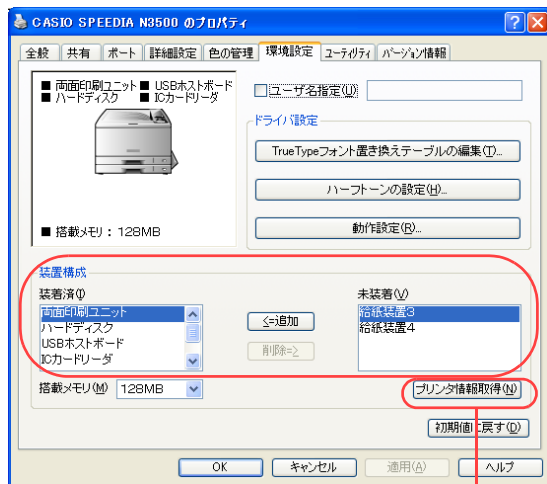 CASIO SPEEDIA N3500 のプロパティ
全般 共有 ポート 詳細設定 色の管理 環境設定 ユーティリティ バージョン情報
■ 両面印刷ユニット ■ USBホストボード
■ ハードディスク ■ ICカードリーダ
■ 搭載メモリ：128MB
ユーザ名指定(U)
ドライバ設定
TrueTypeフォント置き換えテーブルの編集(T)...
ハーフトーンの設定(H)...
動作設定(R)...
装置構成
装着済(I)
両面印刷ユニット
ハードディスク
USBホストボード
ICカードリーダ
<=追加
削除=>
未装着(V)
給紙装置3
給紙装置4
搭載メモリ(M) 128MB
プリンタ情報取得(N)
初期値に戻す(D)
OK キャンセル 適用(A) ヘルプ